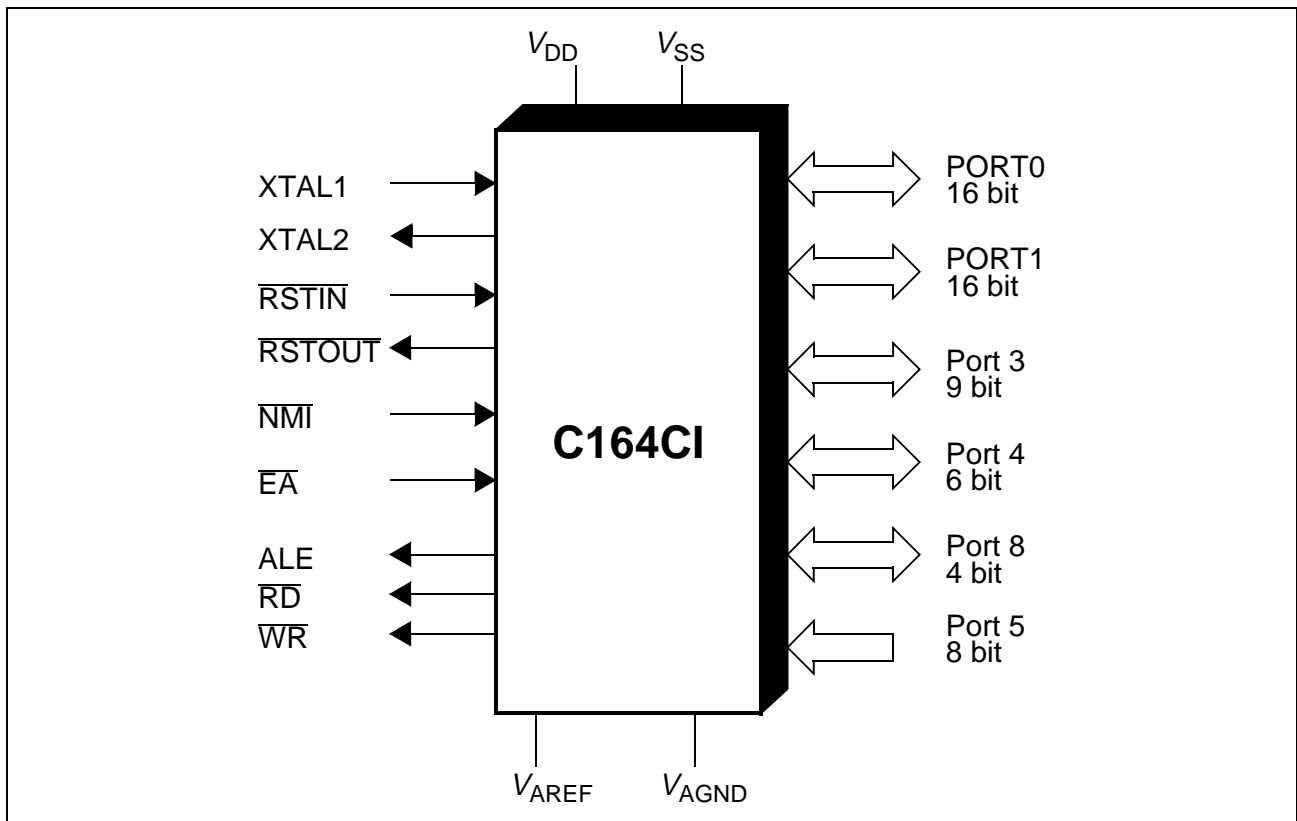 VDD
VSS
XTAL1
XTAL2
RSTIN
RSTOUT
NMI
EA
ALE
RD
WR
C164CI
PORT0
16 bit
PORT1
16 bit
Port 3
9 bit
Port 4
6 bit
Port 8
4 bit
Port 5
8 bit
VAREF
VAGND